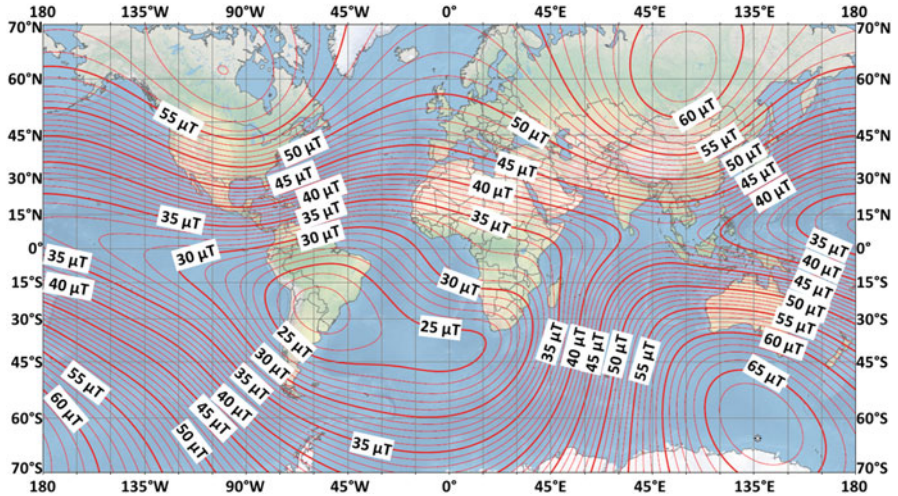 180 135°W 90°W 45°W 0° 45°E 135°E 180
70°N 70°N
60°N 60°N
60 µT
55 µT 50 µT 55 µT
45°N 50 µT 50 µT 45°N
45 µT 45 µT 45 µT
30°N 40 µT 40 µT 40 µT 30°N
15°N 35 µT 35 µT 35 µT 15°N
30 µT 35 µT
0° 30 µT 0°
35 µT 40 µT
40 µT 30 µT 45 µT
15°S 50 µT 15°S
30°S 25 µT 55 µT 30°S
25 µT 35 µT 40 µT 45 µT 50 µT 55 µT 60 µT
30 µT
45°S 35 µT 65 µT 45°S
55 µT 40 µT
60 µT 45 µT
60°S 50 µT 60°S
35 µT
70°S 70°S
180 135°W 90°W 45°W 0° 45°E 45°E 135°E 180